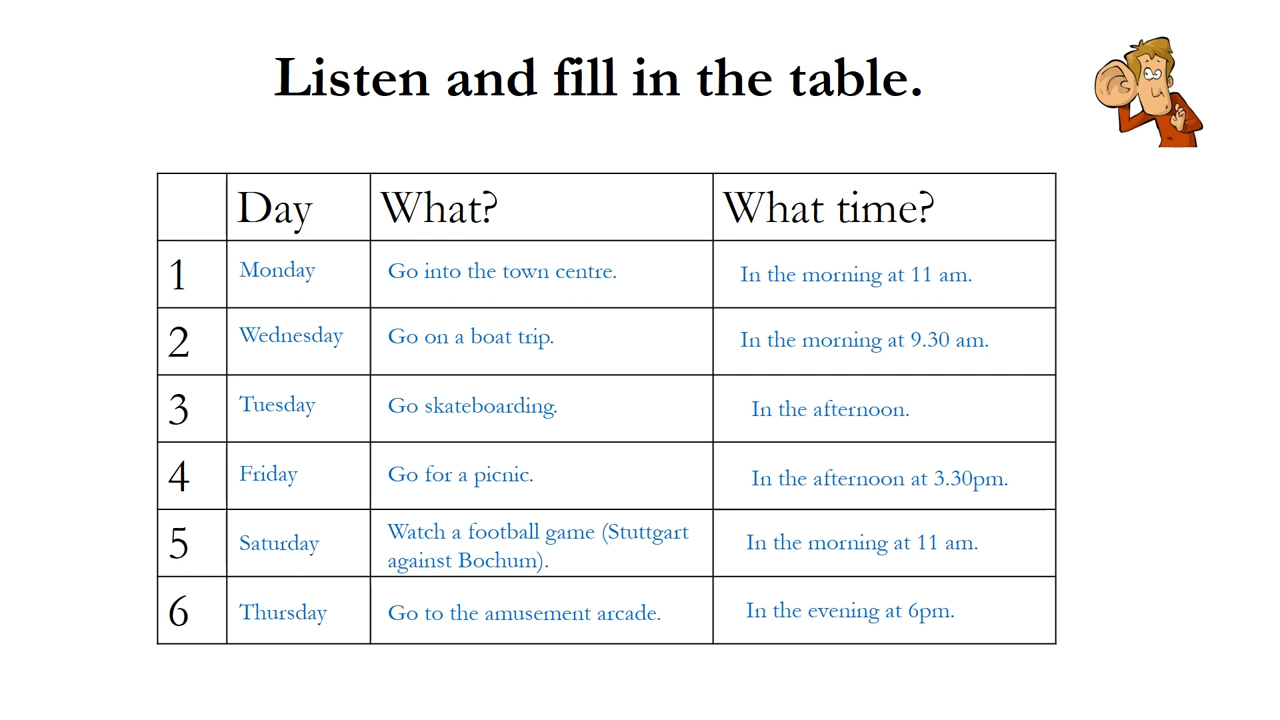 Listen and fill in the table.
Day What? What time?
1 Monday Go into the town centre. In the morning at 11 am.
2 Wednesday Go on a boat trip. In the morning at 9.30 am.
3 Tuesday Go skateboarding. In the afternoon.
4 Friday Go for a picnic. In the afternoon at 3.30pm.
5 Saturday Watch a football game (Stuttgart
against Bochum). In the morning at 11 am.
6 Thursday Go to the amusement arcade. In the evening at 6pm.